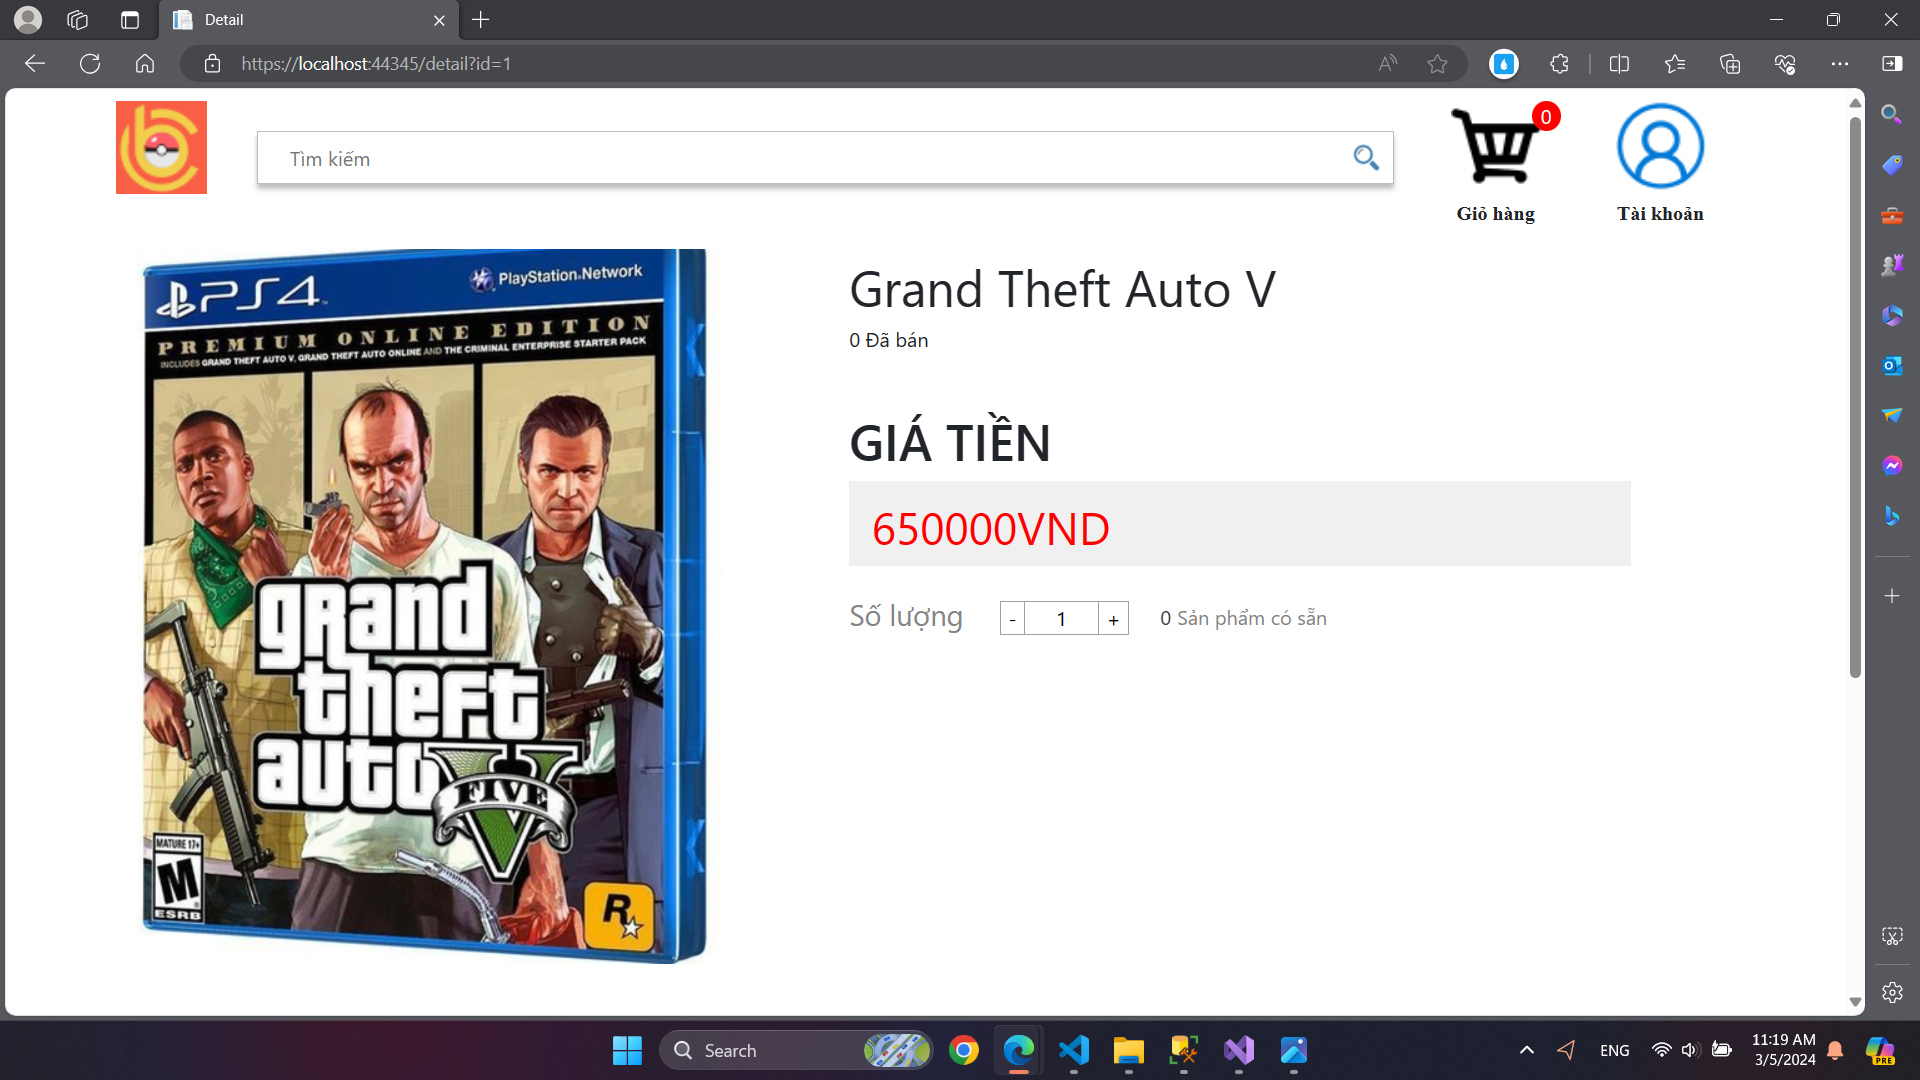 Detail
https://localhost:44345/detail?id=1
Tìm kiếm
0
Giỏ hàng
Tài khoản
PS4
PlayStation Network
PREMIUM ONLINE EDITION
INCLUDES GRAND THEFT AUTO V, GRAND THEFT AUTO ONLINE AND THE CRIMINAL ENTERPRISE STARTER PACK
grand
theft
auto
V
FIVE
MATURE 17+
M
ESRB
R
Grand Theft Auto V
0 Đã bán
GIÁ TIỀN
650000VND
Số lượng
- 1 +
0 Sản phẩm có sẵn
Search
ENG
11:19 AM
3/5/2024
PRE